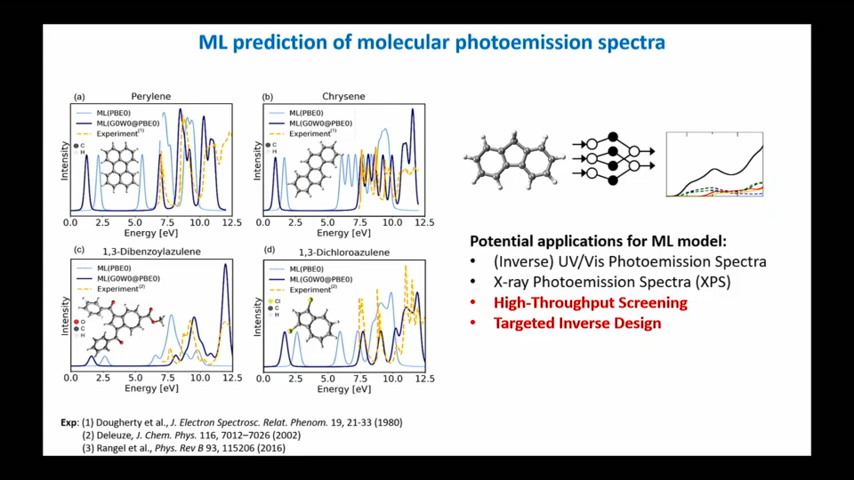 ML prediction of molecular photoemission spectra
(a) Perylene
ML(PBE0)
ML(G0W0@PBE0)
Experiment(1)
C
H
Intensity
0.0 2.5 5.0 7.5 10.0 12.5
Energy [eV]
(b) Chrysene
ML(PBE0)
ML(G0W0@PBE0)
Experiment(1)
C
H
Intensity
0.0 2.5 5.0 7.5 10.0 12.5
Energy [eV]
(c) 1,3-Dibenzoylazulene
ML(PBE0)
ML(G0W0@PBE0)
Experiment(2)
O
C
H
Intensity
0.0 2.5 5.0 7.5 10.0 12.5
Energy [eV]
(d) 1,3-Dichloroazulene
ML(PBE0)
ML(G0W0@PBE0)
Experiment(2)
Cl
C
H
Intensity
0.0 2.5 5.0 7.5 10.0 12.5
Energy [eV]
Potential applications for ML model:
• (Inverse) UV/Vis Photoemission Spectra
• X-ray Photoemission Spectra (XPS)
• High-Throughput Screening
• Targeted Inverse Design
Exp: (1) Dougherty et al., J. Electron Spectrosc. Relat. Phenom. 19, 21-33 (1980)
(2) Deleuze, J. Chem. Phys. 116, 7012–7026 (2002)
(3) Rangel et al., Phys. Rev B 93, 115206 (2016)